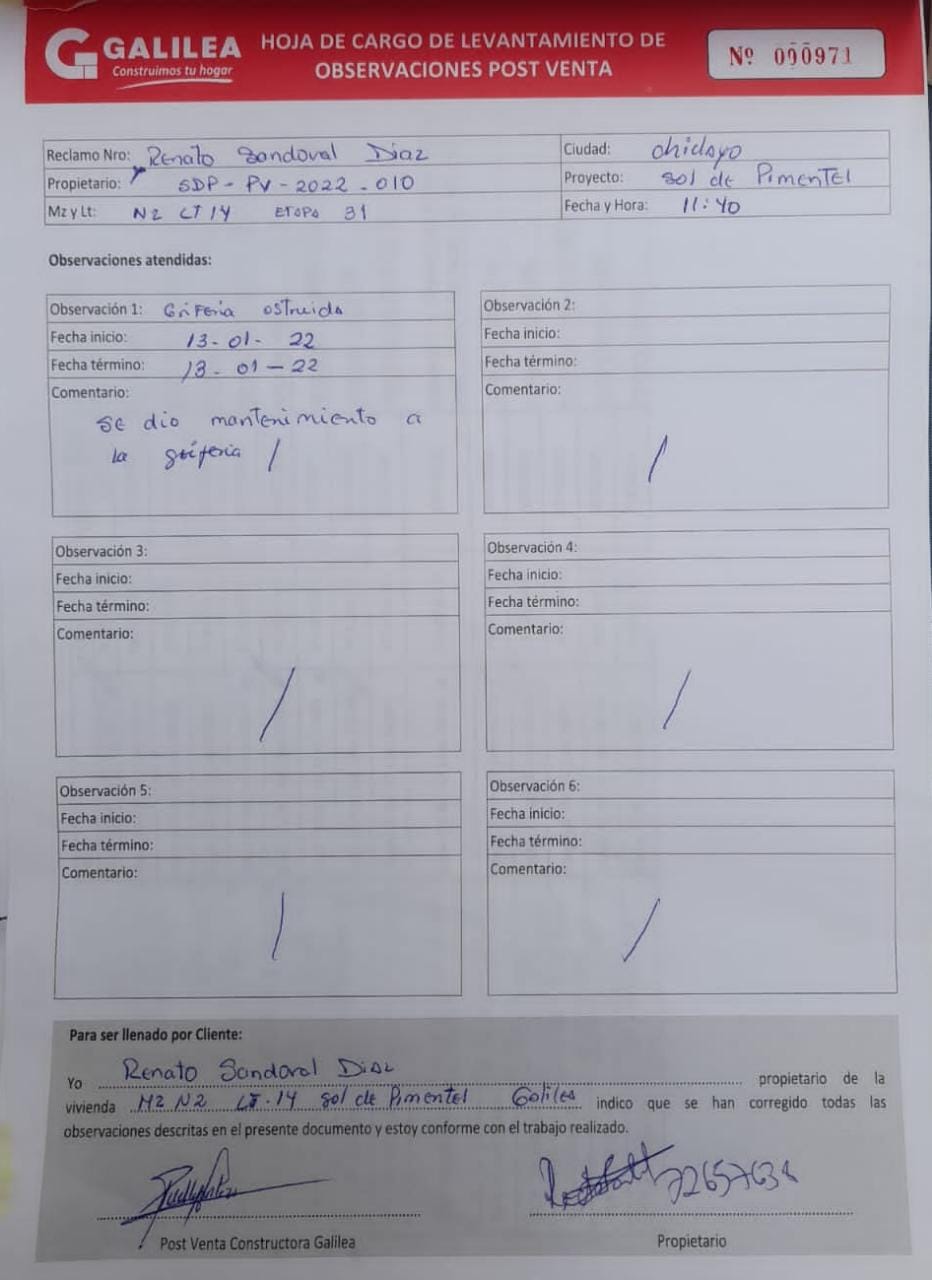 GALILEA
Construimos tu hogar
HOJA DE CARGO DE LEVANTAMIENTO DE
OBSERVACIONES POST VENTA
Nº 000971
Reclamo Nro: Renato Sandoval Diaz
Ciudad: chiclayo
Propietario: SDP - PV - 2022 - 010
Proyecto: sol de Pimentel
Mz y Lt: N2 LT 14 ETAPA 31
Fecha y Hora: 11:40
Observaciones atendidas:
Observación 1: Griferia ostruida
Fecha inicio: 13 - 01 - 22
Fecha término: 13 - 01 - 22
Comentario:
se dio mantenimiento a
la griferia /
Observación 2:
Fecha inicio:
Fecha término:
Comentario:
/
Observación 3:
Fecha inicio:
Fecha término:
Comentario:
/
Observación 4:
Fecha inicio:
Fecha término:
Comentario:
/
Observación 5:
Fecha inicio:
Fecha término:
Comentario:
/
Observación 6:
Fecha inicio:
Fecha término:
Comentario:
/
Para ser llenado por Cliente:
Yo Renato Sandoval Diaz propietario de la
vivienda MZ N2 LT. 14 sol de Pimentel Galilea indico que se han corregido todas las
observaciones descritas en el presente documento y estoy conforme con el trabajo realizado.
Post Venta Constructora Galilea
Propietario